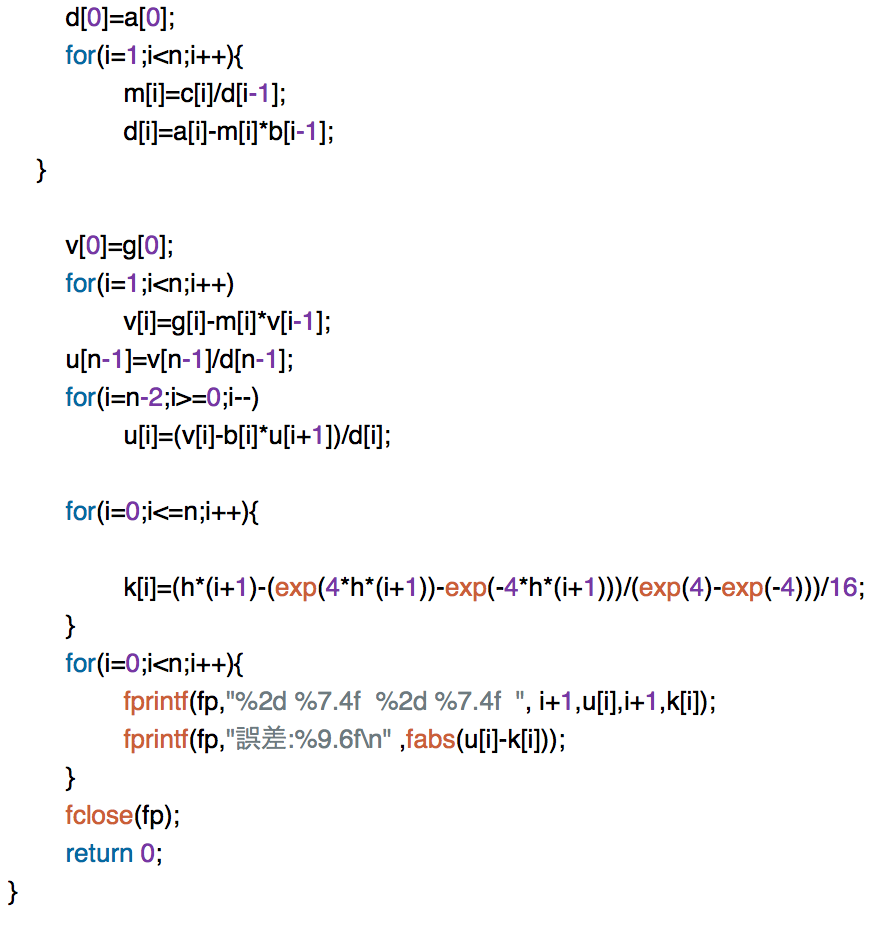 d[0]=a[0];
for(i=1;i<n;i++){
m[i]=c[i]/d[i-1];
d[i]=a[i]-m[i]*b[i-1];
}
v[0]=g[0];
for(i=1;i<n;i++)
v[i]=g[i]-m[i]*v[i-1];
u[n-1]=v[n-1]/d[n-1];
for(i=n-2;i>=0;i--)
u[i]=(v[i]-b[i]*u[i+1])/d[i];
for(i=0;i<=n;i++){
k[i]=(h*(i+1)-(exp(4*h*(i+1))-exp(-4*h*(i+1)))/(exp(4)-exp(-4)))/16;
}
for(i=0;i<n;i++){
fprintf(fp,"%2d %7.4f  %2d %7.4f  ", i+1,u[i],i+1,k[i]);
fprintf(fp,"誤差:%9.6f\n" ,fabs(u[i]-k[i]));
}
fclose(fp);
return 0;
}